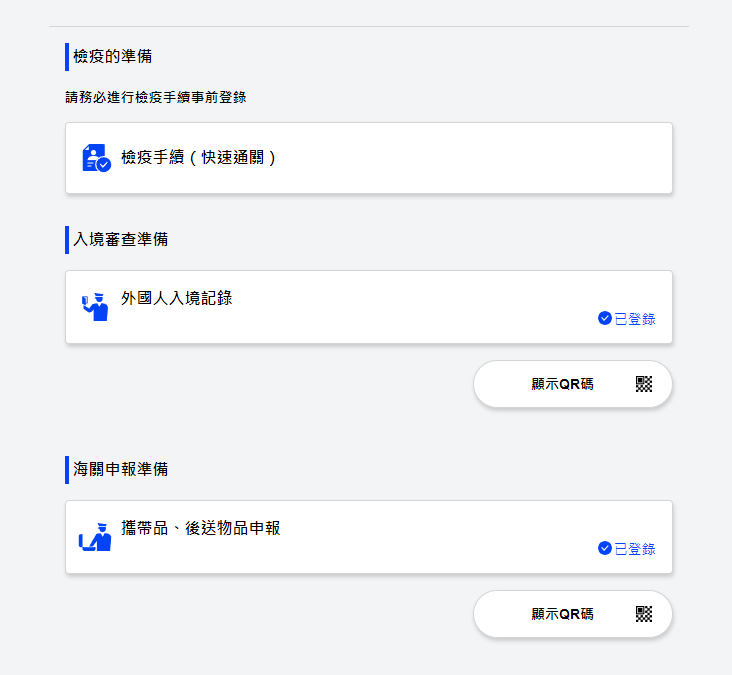 檢疫的準備
請務必進行檢疫手續事前登錄
檢疫手續（快速通關）
入境審查準備
外國人入境記錄
已登錄
顯示QR碼
海關申報準備
攜帶品、後送物品申報
已登錄
顯示QR碼